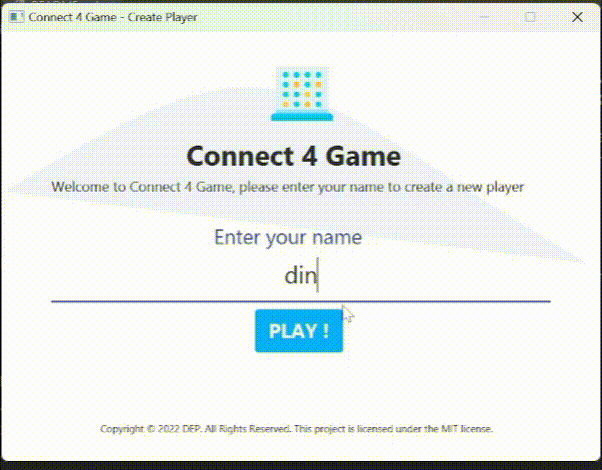 Connect 4 Game - Create Player
Connect 4 Game
Welcome to Connect 4 Game, please enter your name to create a new player
Enter your name
din
PLAY !
Copyright © 2022 DEP. All Rights Reserved. This project is licensed under the MIT license.